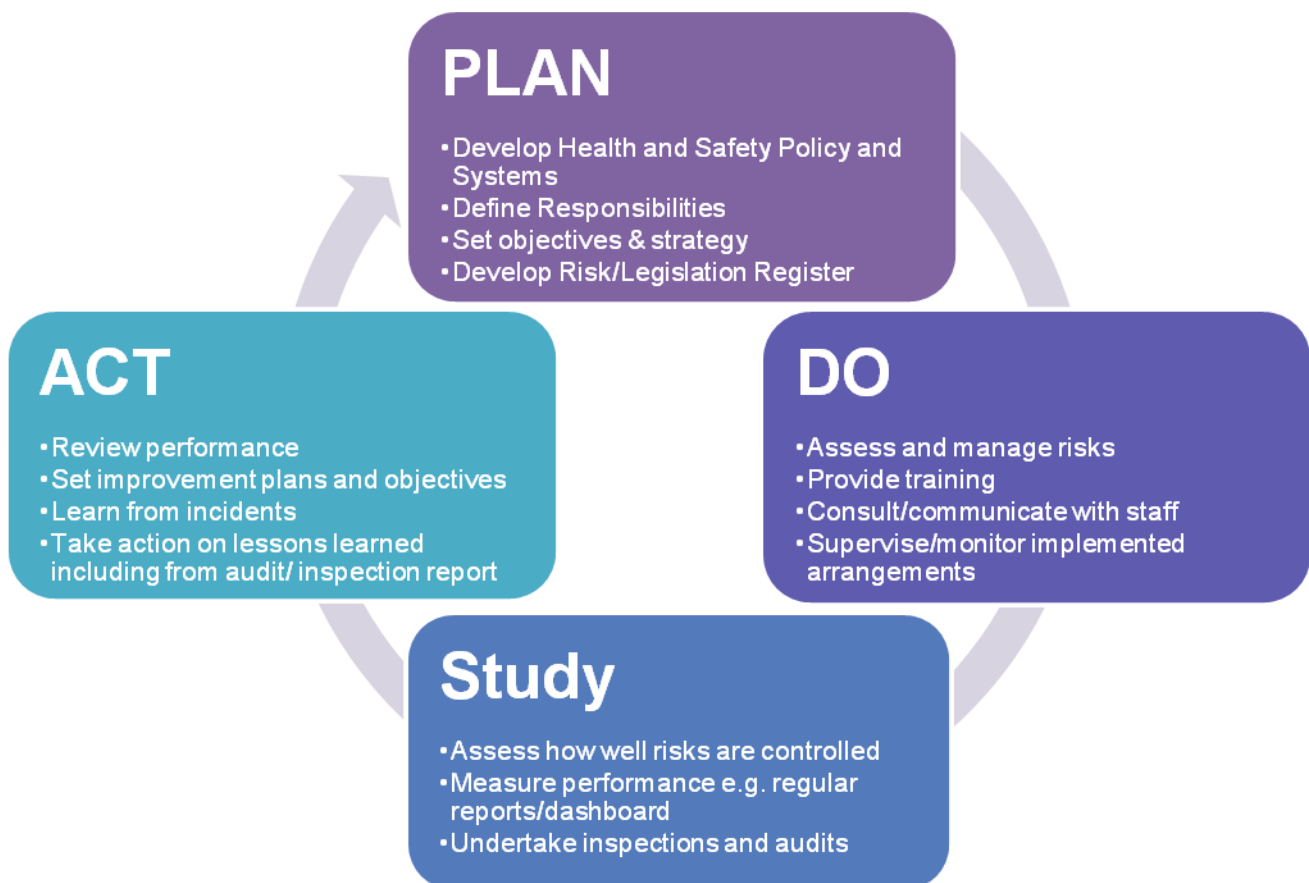 PLAN
▪Develop Health and Safety Policy and
Systems
▪Define Responsibilities
▪Set objectives & strategy
▪Develop Risk/Legislation Register
ACT
▪Review performance
▪Set improvement plans and objectives
▪Learn from incidents
▪Take action on lessons learned
including from audit/ inspection report
DO
▪Assess and manage risks
▪Provide training
▪Consult/communicate with staff
▪Supervise/monitor implemented
arrangements
Study
▪Assess how well risks are controlled
▪Measure performance e.g. regular
reports/dashboard
▪Undertake inspections and audits